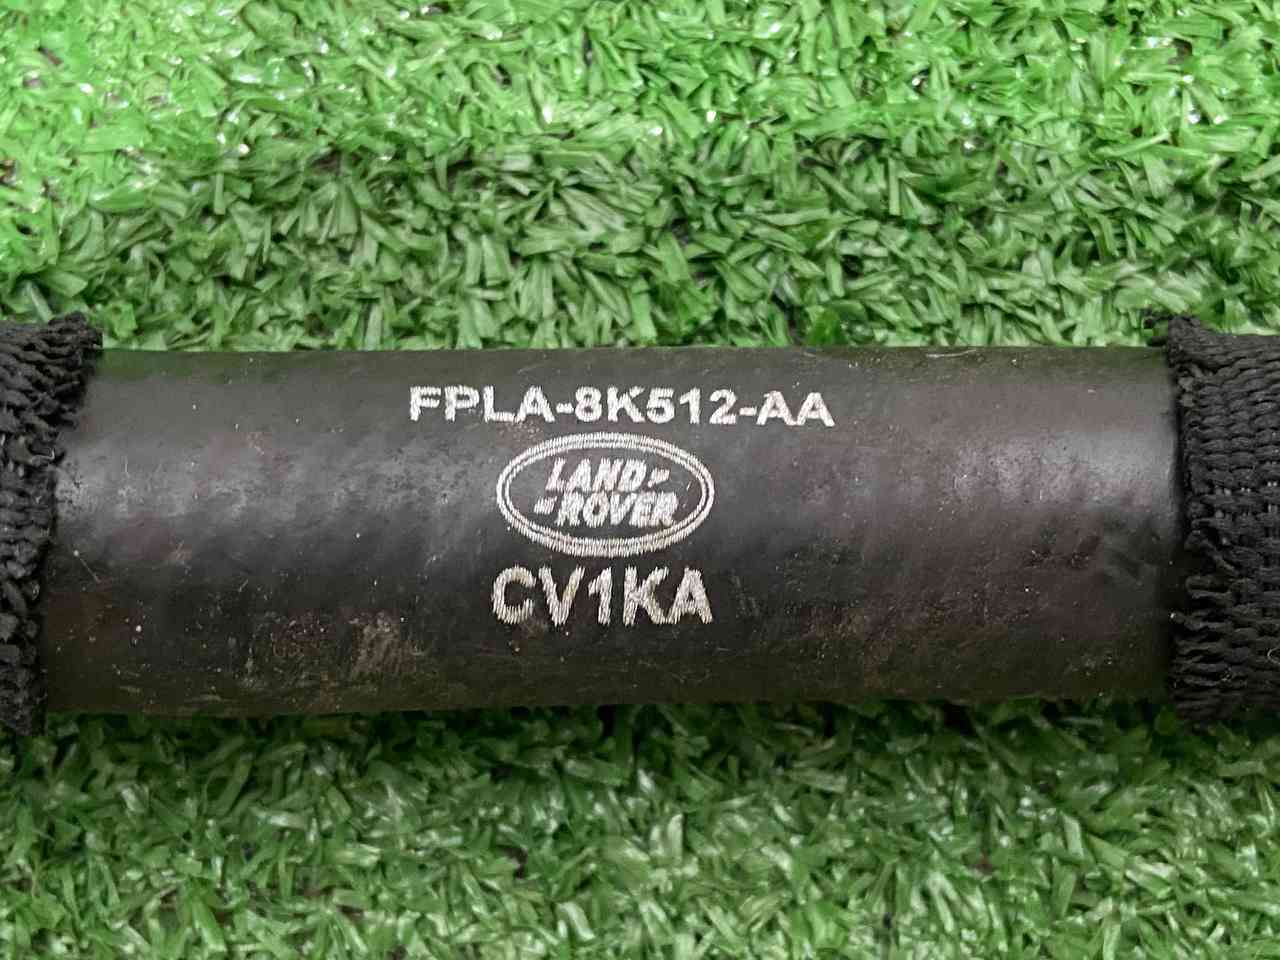 FPLA-8K512-AA
LAND-
-ROVER
CV1KA